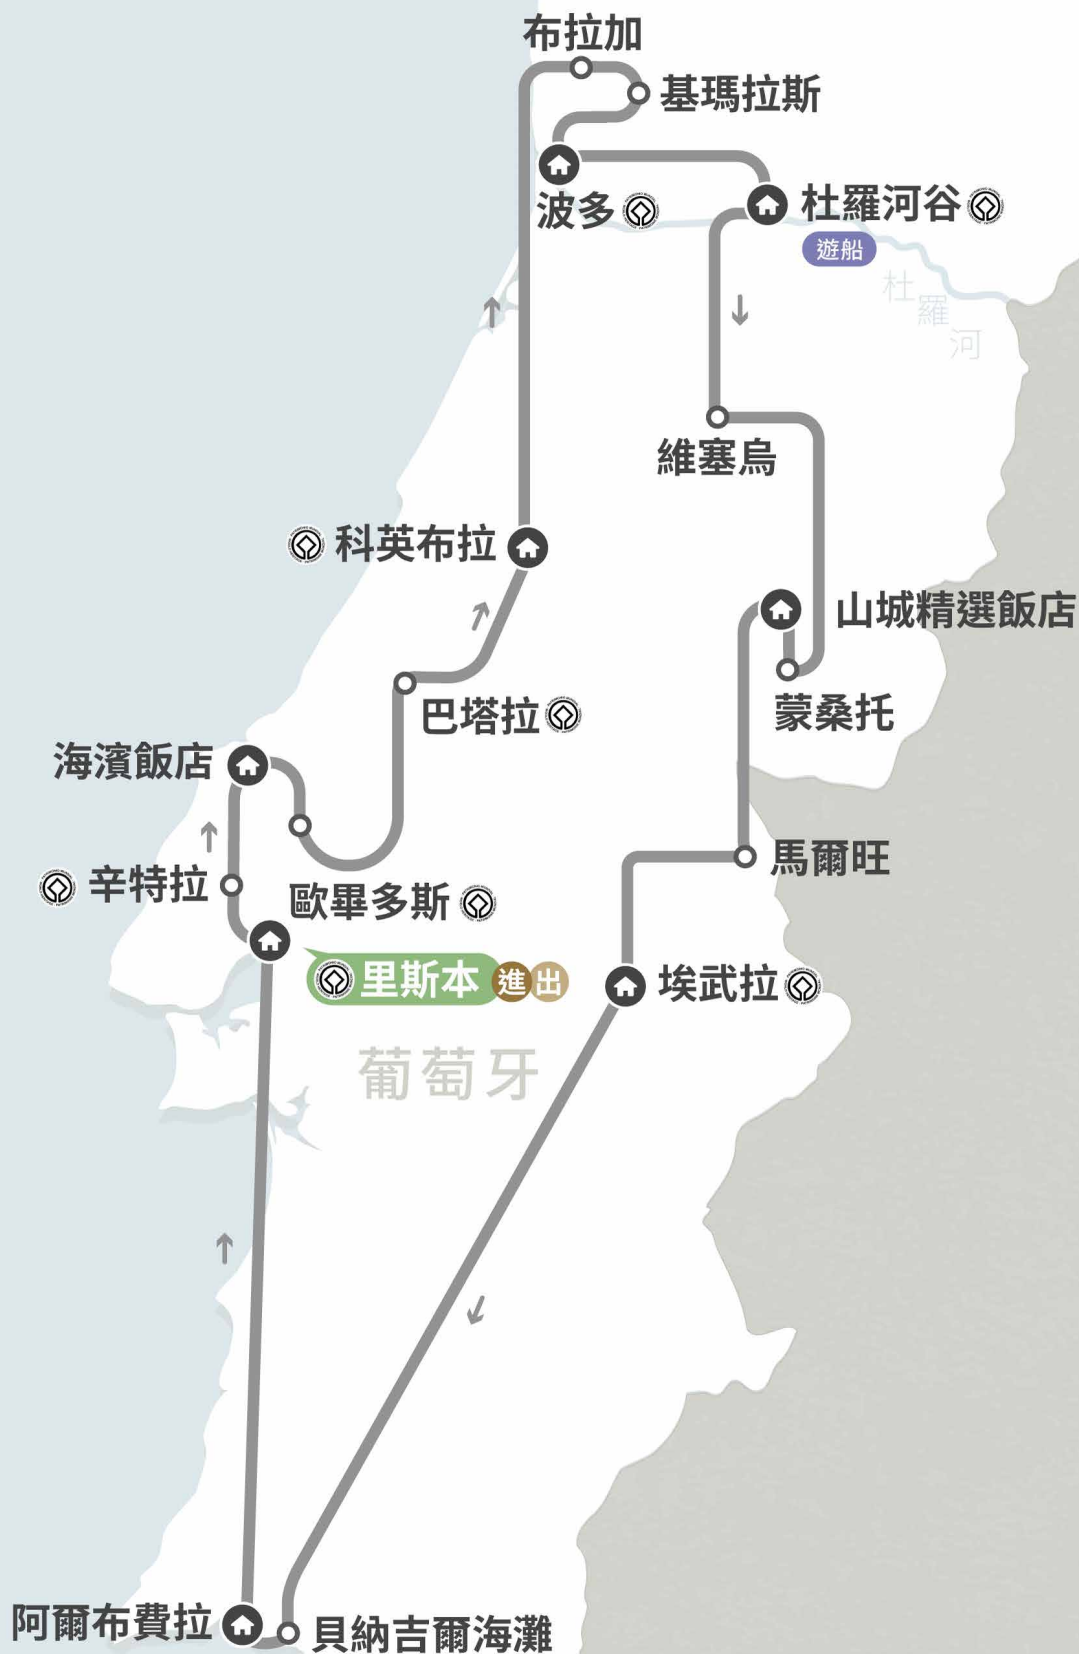 布拉加
基瑪拉斯
波多
杜羅河谷
遊船
杜羅河
維塞烏
科英布拉
山城精選飯店
蒙桑托
巴塔拉
海濱飯店
馬爾旺
辛特拉
歐畢多斯
里斯本 進 出
埃武拉
葡萄牙
阿爾布費拉
貝納吉爾海灘